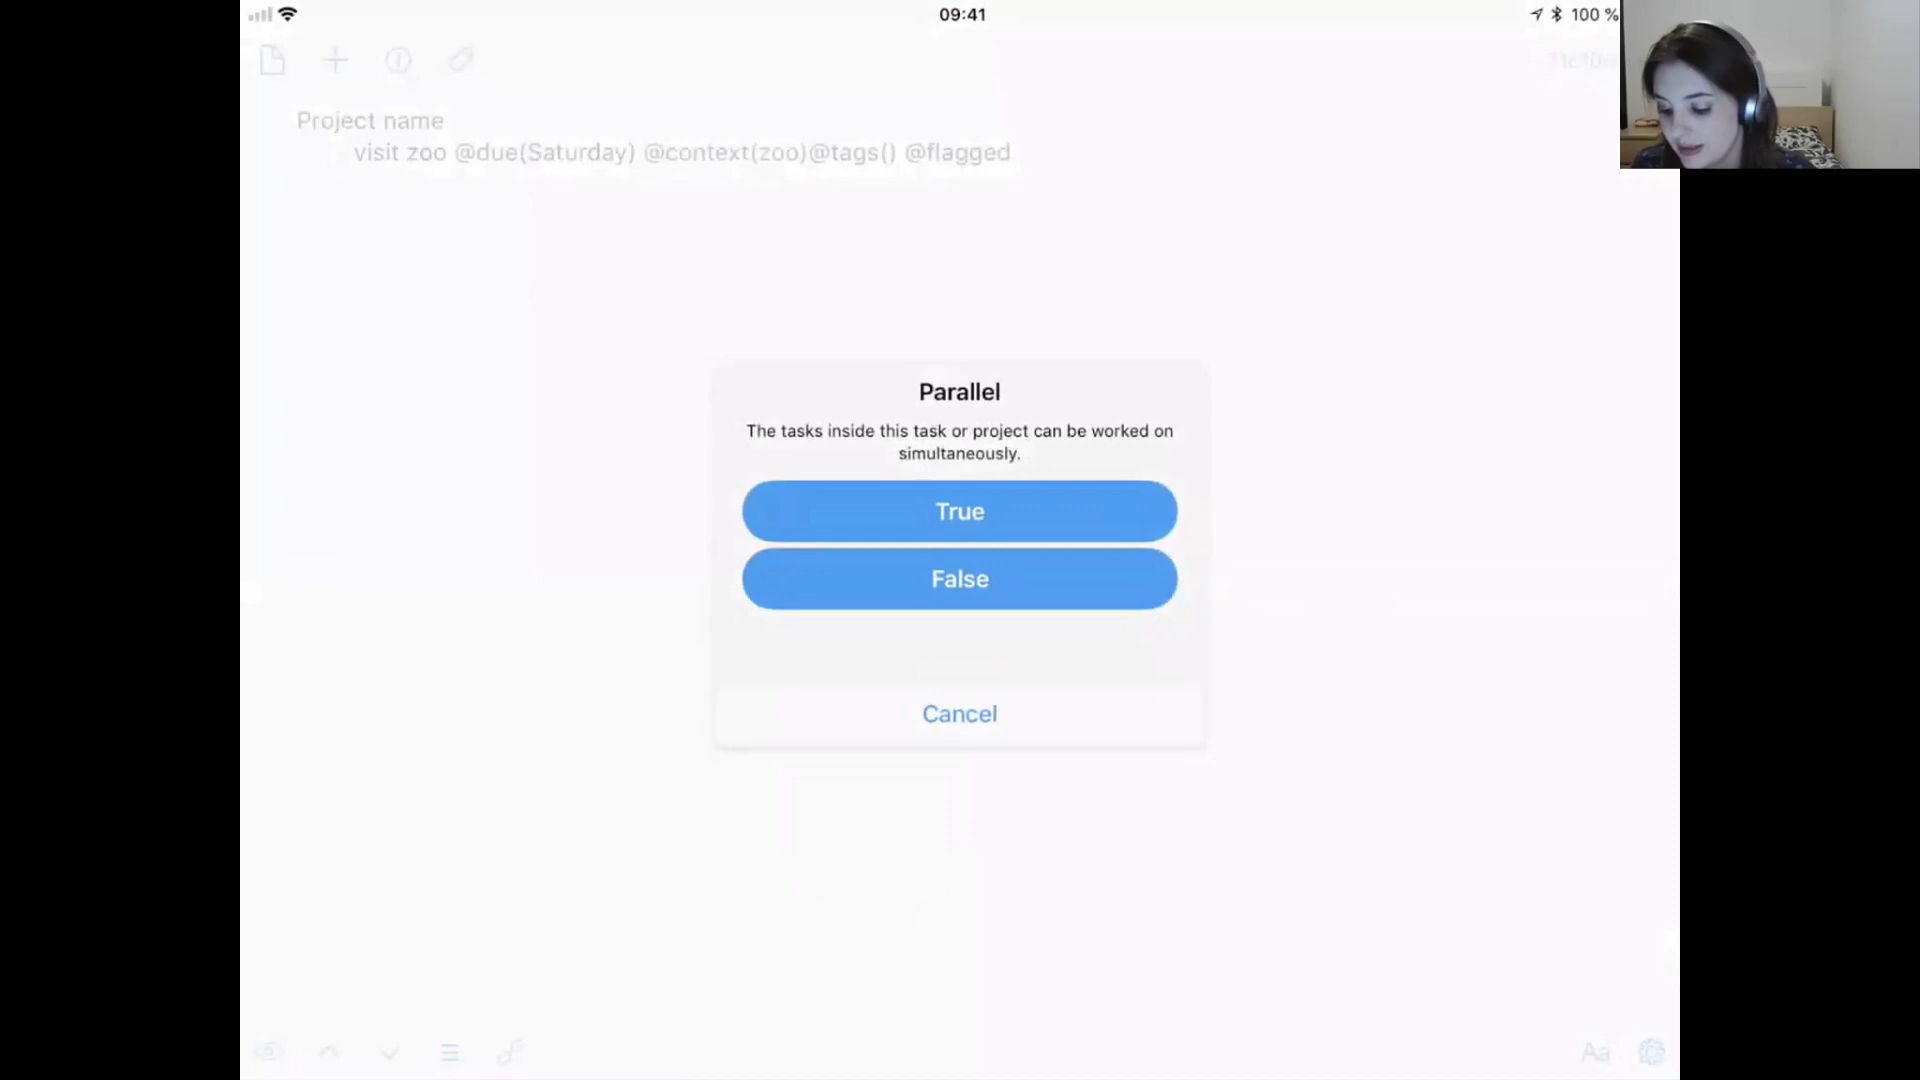 09:41
100 %
Project name
visit zoo @due(Saturday) @context(zoo)@tags() @flagged
Parallel
The tasks inside this task or project can be worked on
simultaneously.
True
False
Cancel
Aa